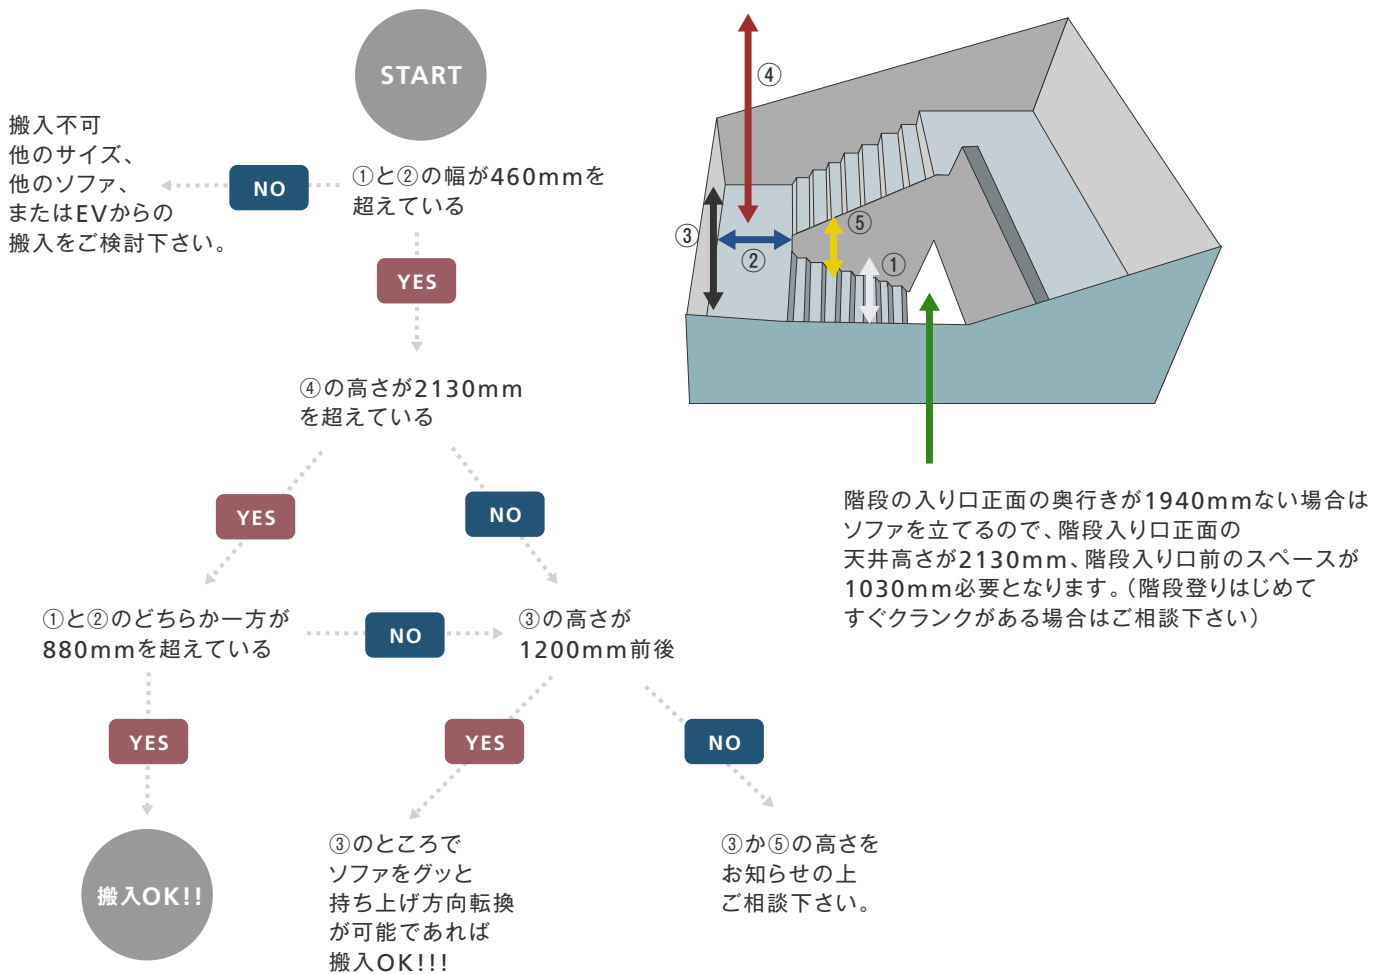 START
搬入不可
他のサイズ、
他のソファ、
またはEVからの
搬入をご検討下さい。
NO
①と②の幅が460mmを
超えている
YES
④の高さが2130mm
を超えている
YES
NO
①と②のどちらか一方が
880mmを超えている
NO
③の高さが
1200mm前後
YES
YES
NO
搬入OK!!
③のところで
ソファをグッと
持ち上げ方向転換
が可能であれば
搬入OK!!!
③か⑤の高さを
お知らせの上
ご相談下さい。
④
③
②
⑤
①
階段の入り口正面の奥行きが1940mmない場合は
ソファを立てるので、階段入り口正面の
天井高さが2130mm、階段入り口前のスペースが
1030mm必要となります。(階段登りはじめて
すぐクランクがある場合はご相談下さい)